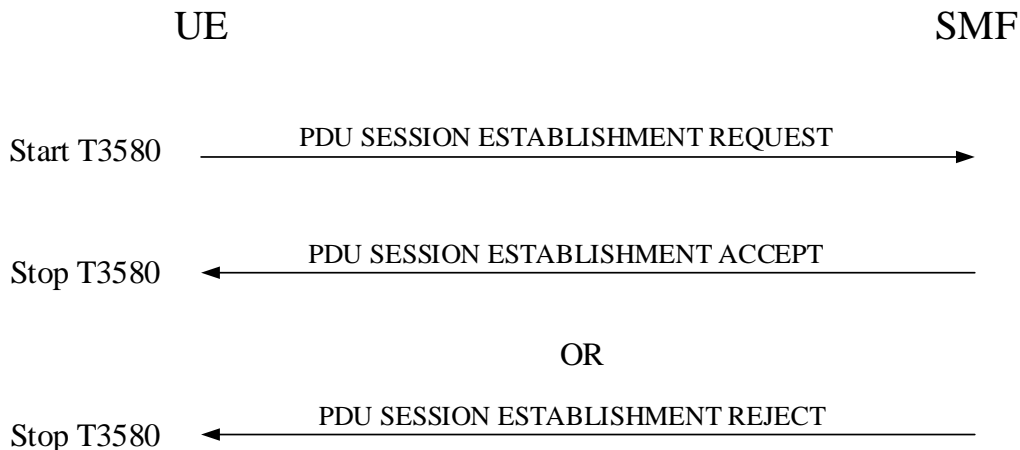 UE SMF
PDU SESSION ESTABLISHMENT REQUEST
Start T3580
PDU SESSION ESTABLISHMENT ACCEPT
Stop T3580
OR
PDU SESSION ESTABLISHMENT REJECT
Stop T3580